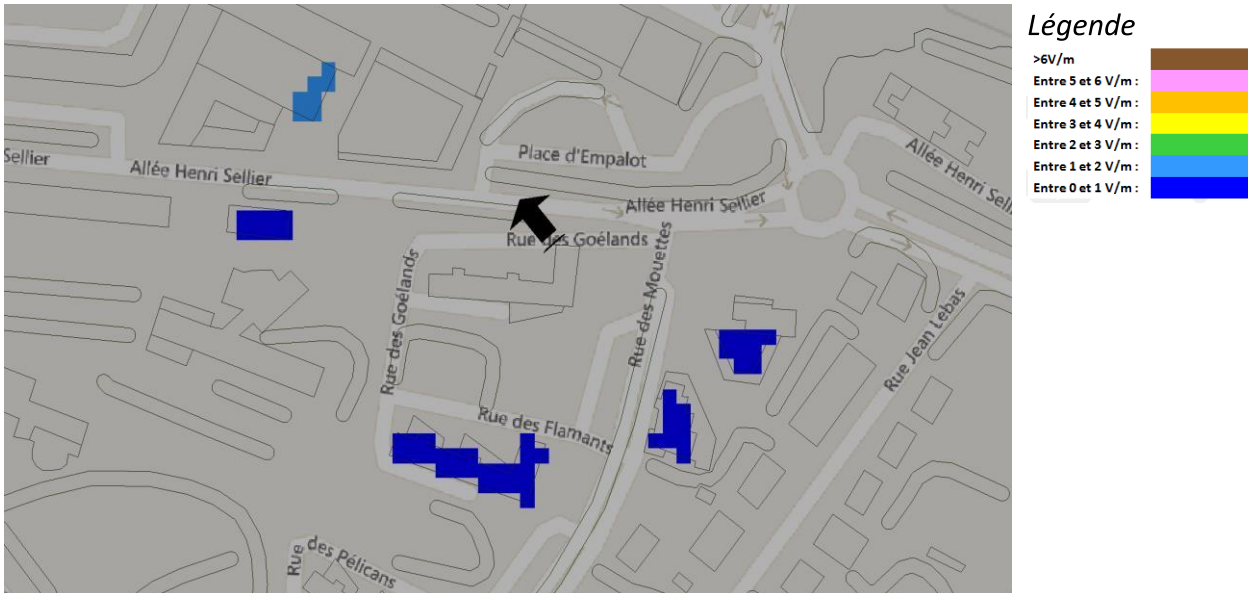 Légende
>6V/m
Entre 5 et 6 V/m :
Entre 4 et 5 V/m :
Entre 3 et 4 V/m :
Entre 2 et 3 V/m :
Entre 1 et 2 V/m :
Entre 0 et 1 V/m :
Sellier
Allée Henri Sellier
Place d'Empalot
Allée Henri Sell
Allée Henri Sellier
Rue des Goélands
Rue des Goélands
Rue des Mouettes
Rue Jean Lebas
Rue des Flamants
Rue des Pélicans